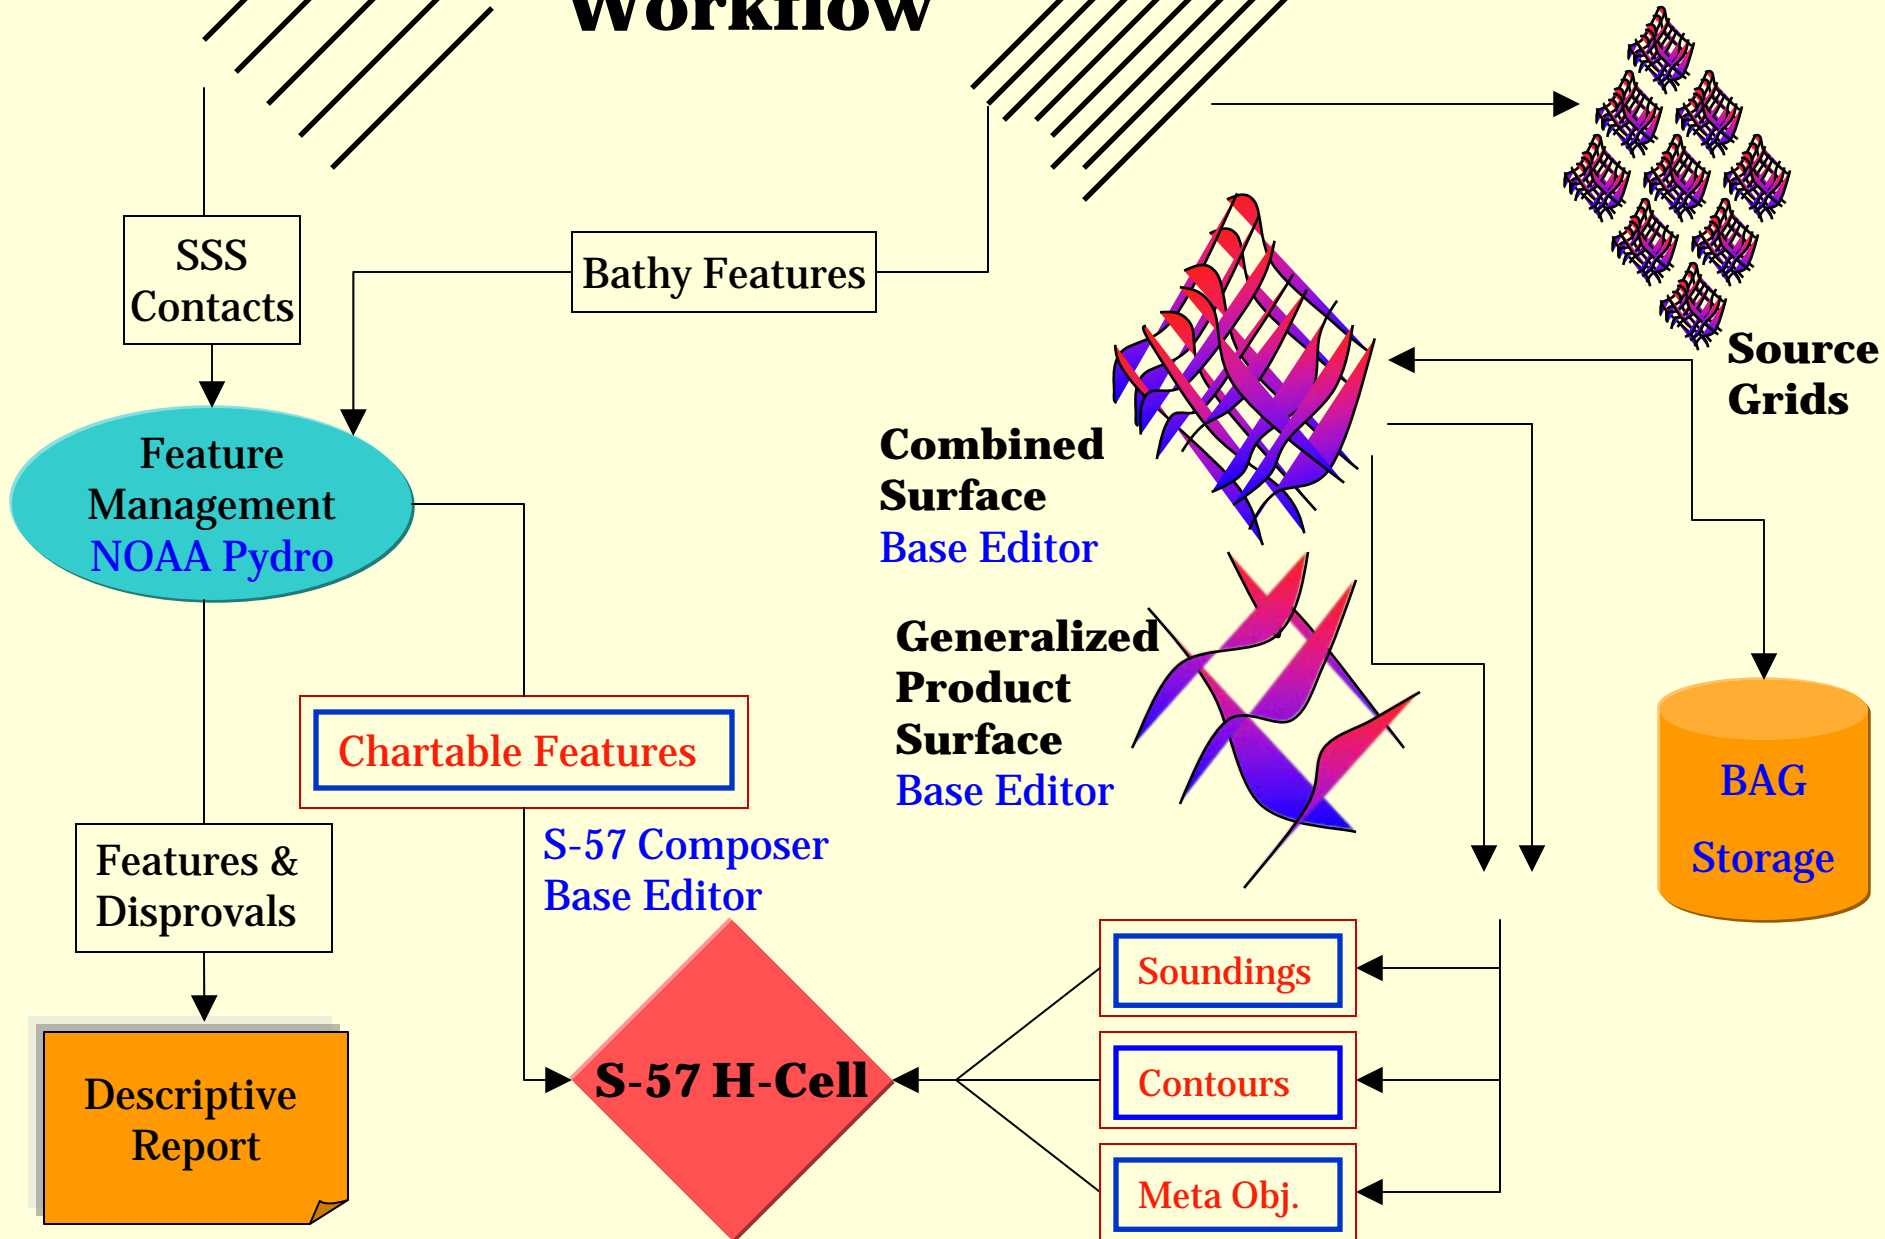 Workflow
SSS
Contacts
Bathy Features
Source
Grids
Feature
Management
NOAA Pydro
Combined
Surface
Base Editor
Generalized
Product
Surface
Base Editor
Chartable Features
BAG
Storage
S-57 Composer
Base Editor
Features &
Disprovals
Soundings
S-57 H-Cell
Contours
Descriptive
Report
Meta Obj.